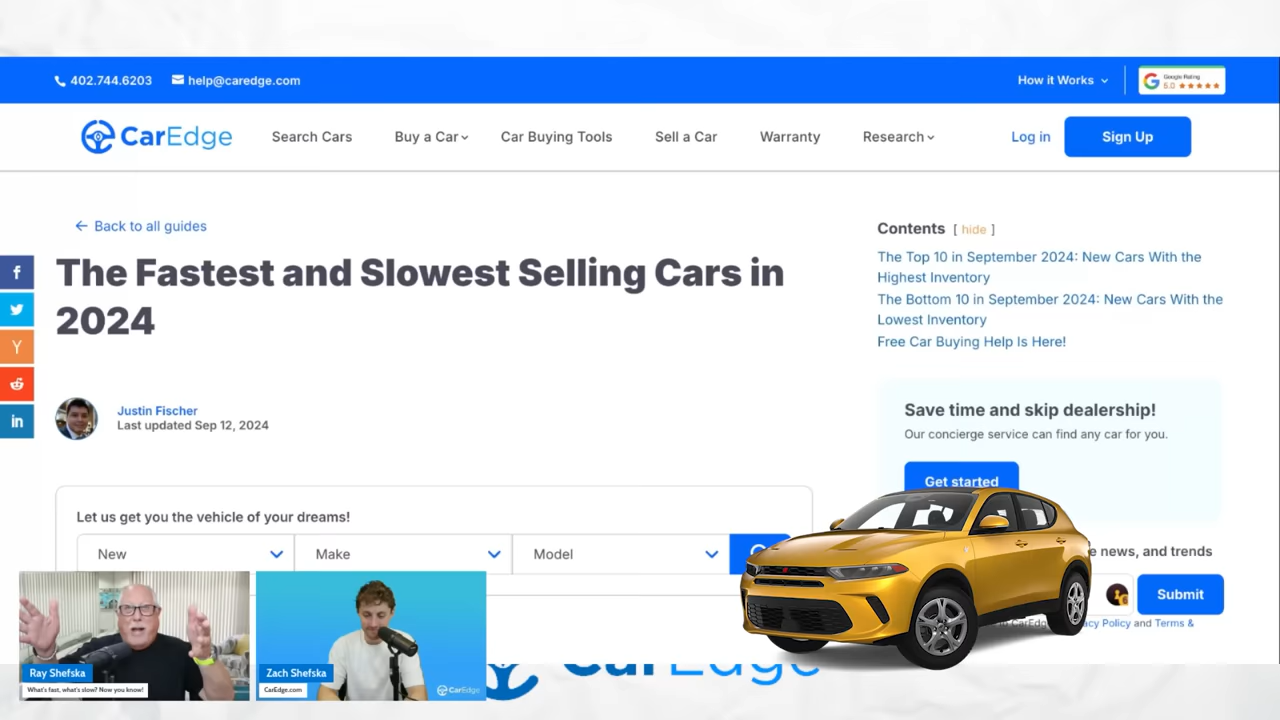 402.744.6203
help@caredge.com
How it Works
Google Rating
5.0
CarEdge
Search Cars
Buy a Car
Car Buying Tools
Sell a Car
Warranty
Research
Log in
Sign Up
← Back to all guides
The Fastest and Slowest Selling Cars in
2024
Justin Fischer
Last updated Sep 12, 2024
Contents [ hide ]
The Top 10 in September 2024: New Cars With the
Highest Inventory
The Bottom 10 in September 2024: New Cars With the
Lowest Inventory
Free Car Buying Help Is Here!
Save time and skip dealership!
Our concierge service can find any car for you.
Get started
Let us get you the vehicle of your dreams!
New
Make
Model
news, and trends
Submit
Policy and Terms &
Ray Shefska
What's fast, what's slow? Now you know!
Zach Shefska
CarEdge.com
CarEdge
CarEdge